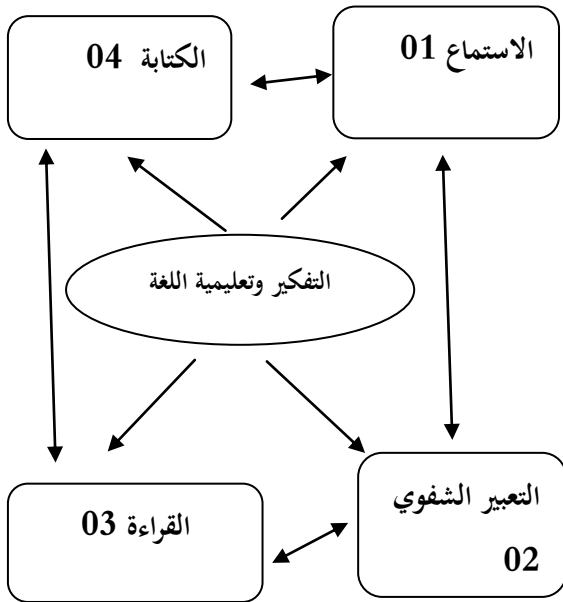 الاستماع 01
الكتابة 04
التفكير وتعليمية اللغة
التعبير الشفوي
02
القراءة 03